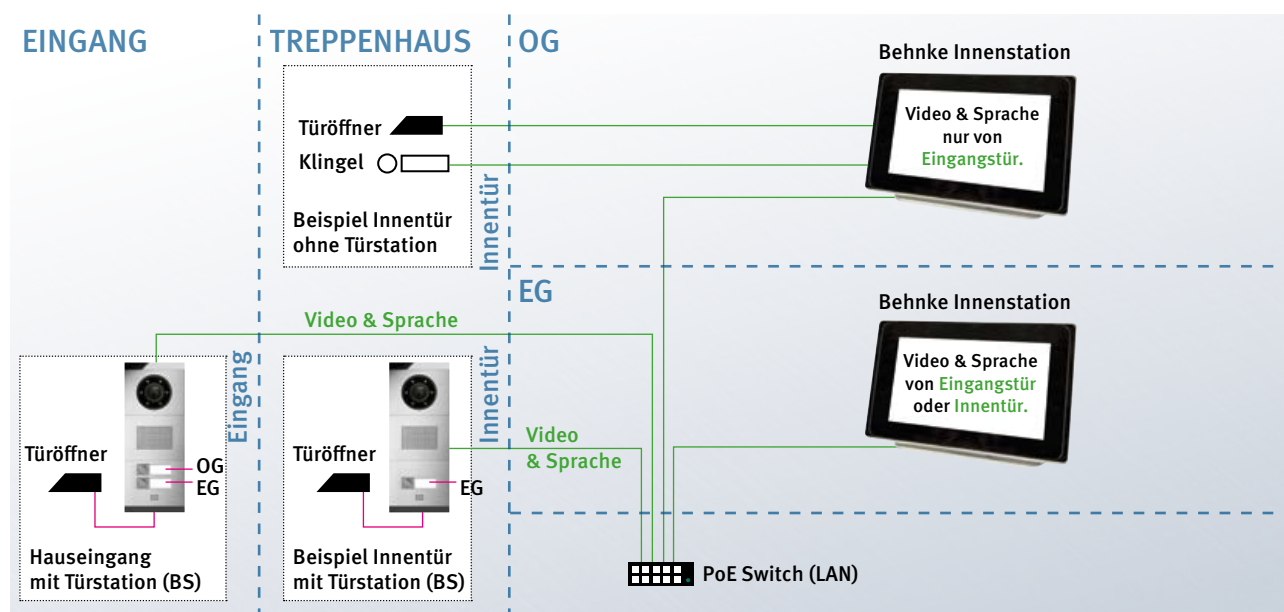 EINGANG
TREPPENHAUS
OG
Behnke Innenstation
Türöffner
Klingel
Video & Sprache
nur von
Eingangstür.
Beispiel Innentür
ohne Türstation
Innentür
EG
Behnke Innenstation
Video & Sprache
Video & Sprache
von Eingangstür
oder Innentür.
Eingang
Innentür
Türöffner
OG
EG
Türöffner
EG
Video
& Sprache
Hauseingang
mit Türstation (BS)
Beispiel Innentür
mit Türstation (BS)
PoE Switch (LAN)